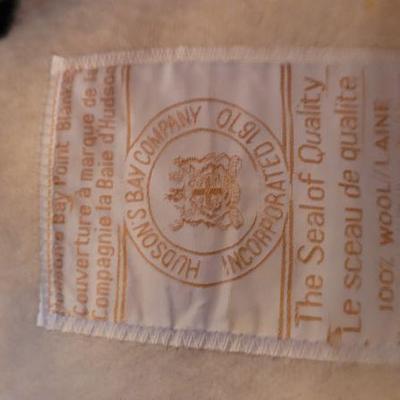 Hudson's Bay Point Blanket
Couverture à marque de la
Compagnie la Baie d'Hudson
HUDSON'S BAY COMPANY
INCORPORATED 1670
The Seal of Quality
Le sceau de qualité
100% WOOL/LAINE